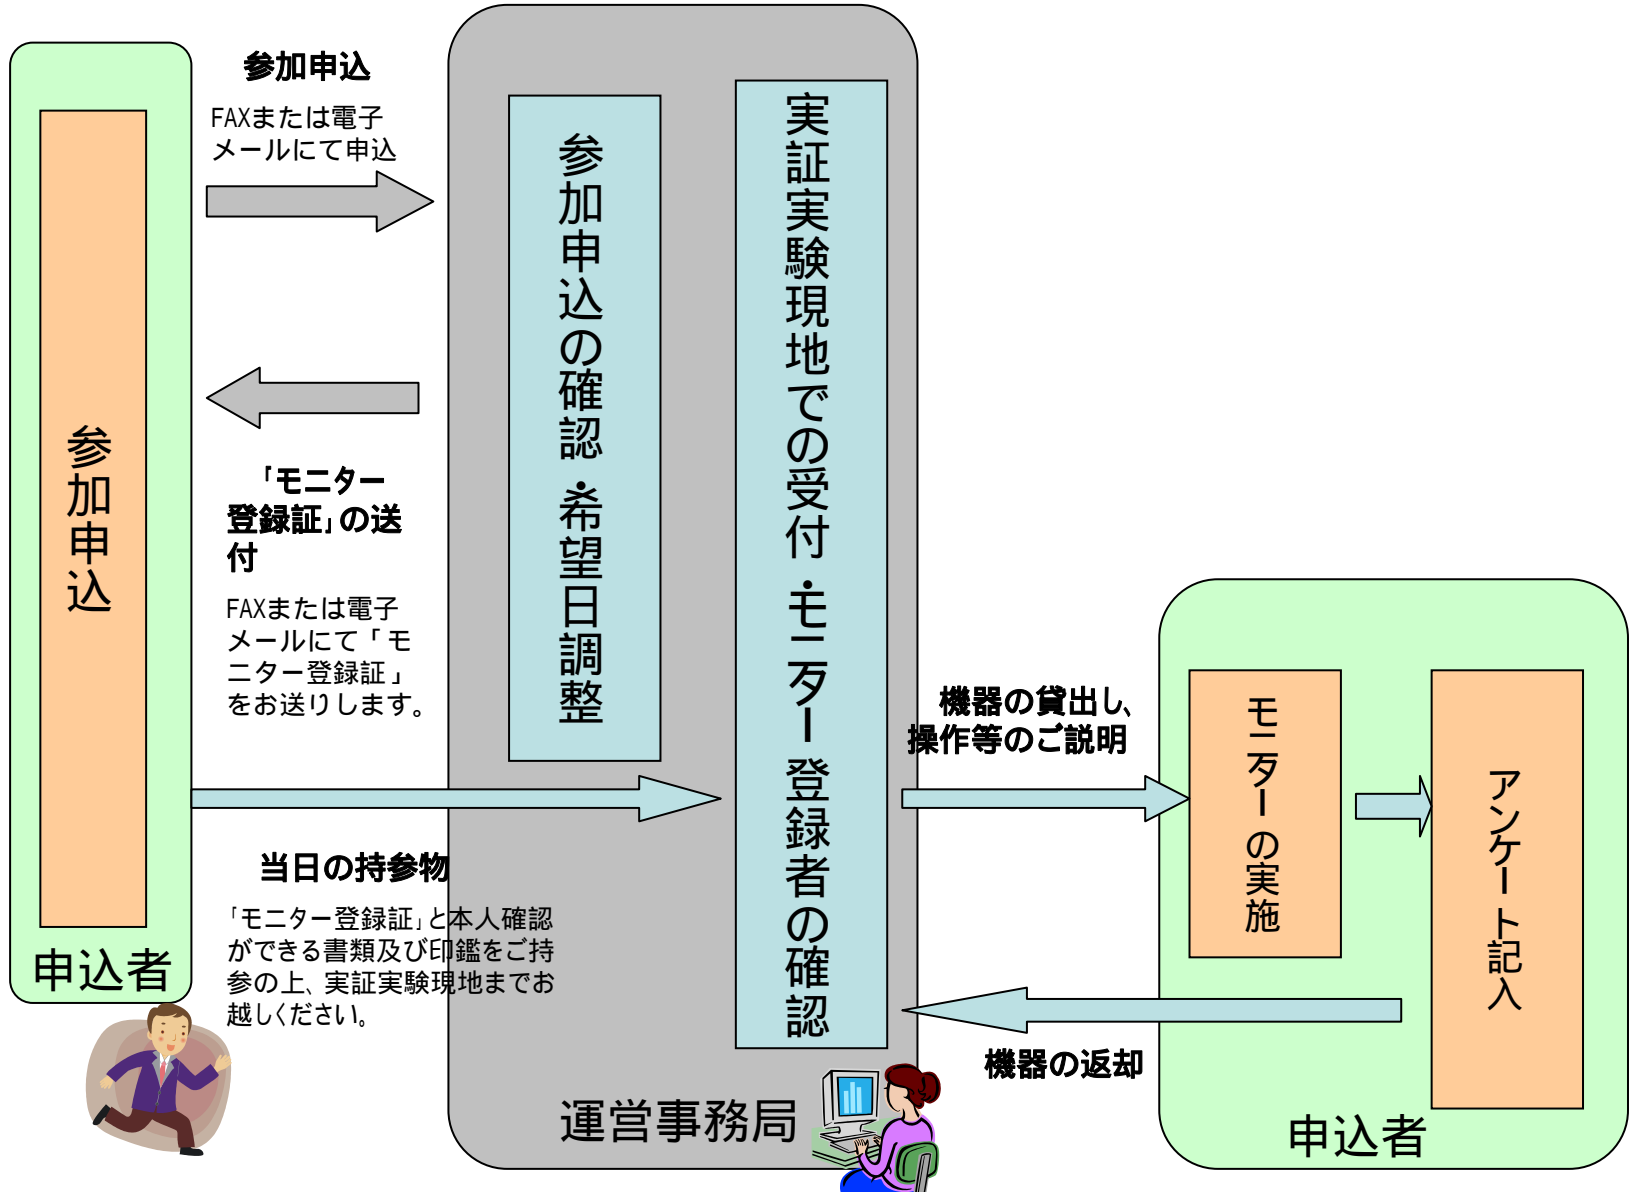 参加申込
申込者
参加申込
FAXまたは電子
メールにて申込
「モニター
登録証」の送
付
FAXまたは電子
メールにて「モ
ニター登録証」
をお送りします。
当日の持参物
「モニター登録証」と本人確認
ができる書類及び印鑑をご持
参の上、実証実験現地までお
越しください。
参加申込の確認・希望日調整
実証実験現地での受付・モニター登録者の確認
運営事務局
機器の貸出し、
操作等のご説明
モニターの実施
アンケート記入
機器の返却
申込者